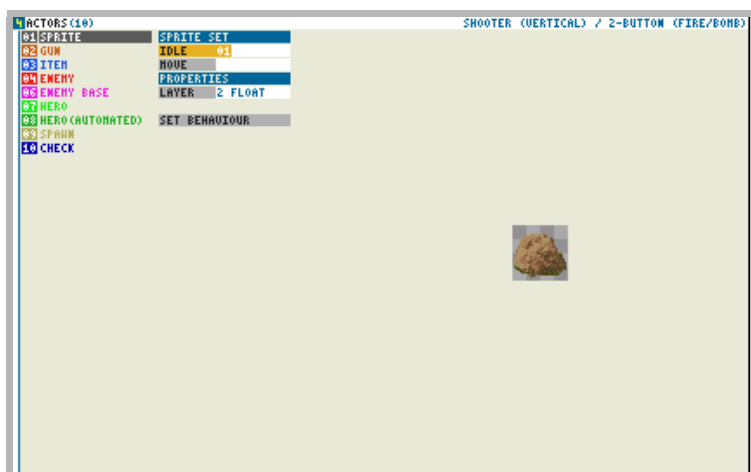 4 ACTORS(10)
SHOOTER (VERTICAL) / 2-BUTTON (FIRE/BOMB)
01 SPRITE
SPRITE SET
02 GUN
IDLE 01
03 ITEM
MOVE
04 ENEMY
PROPERTIES
05 ENEMY BASE
LAYER 2 FLOAT
07 HERO
08 HERO(AUTOMATED)
SET BEHAVIOUR
09 SPAWN
10 CHECK